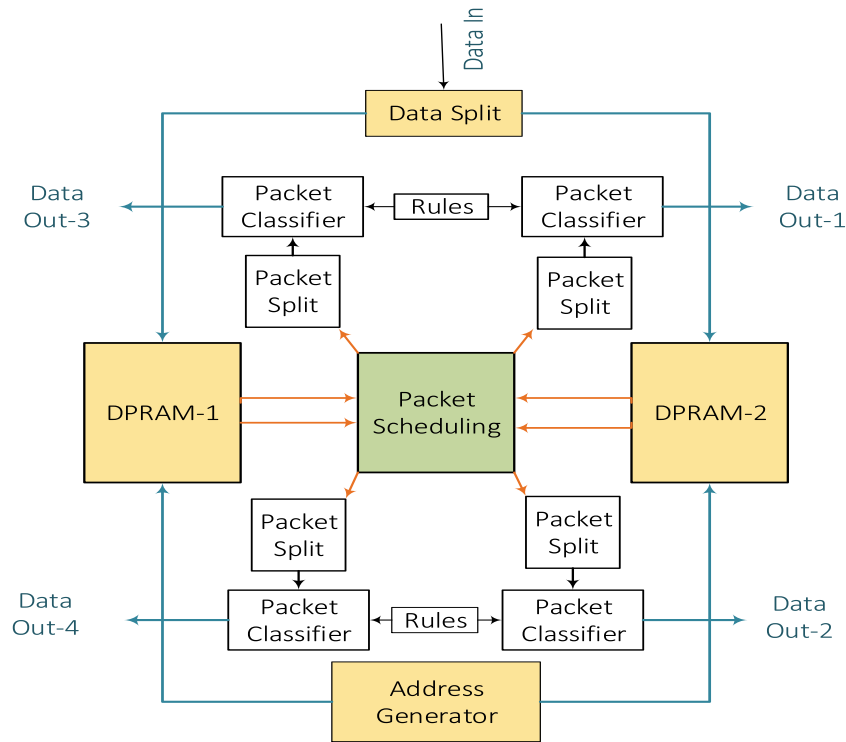 Data In
Data Split
Data
Out-3
Packet
Classifier
Rules
Packet
Classifier
Data
Out-1
Packet
Split
Packet
Split
DPRAM-1
Packet
Scheduling
DPRAM-2
Packet
Split
Packet
Split
Data
Out-4
Packet
Classifier
Rules
Packet
Classifier
Data
Out-2
Address
Generator